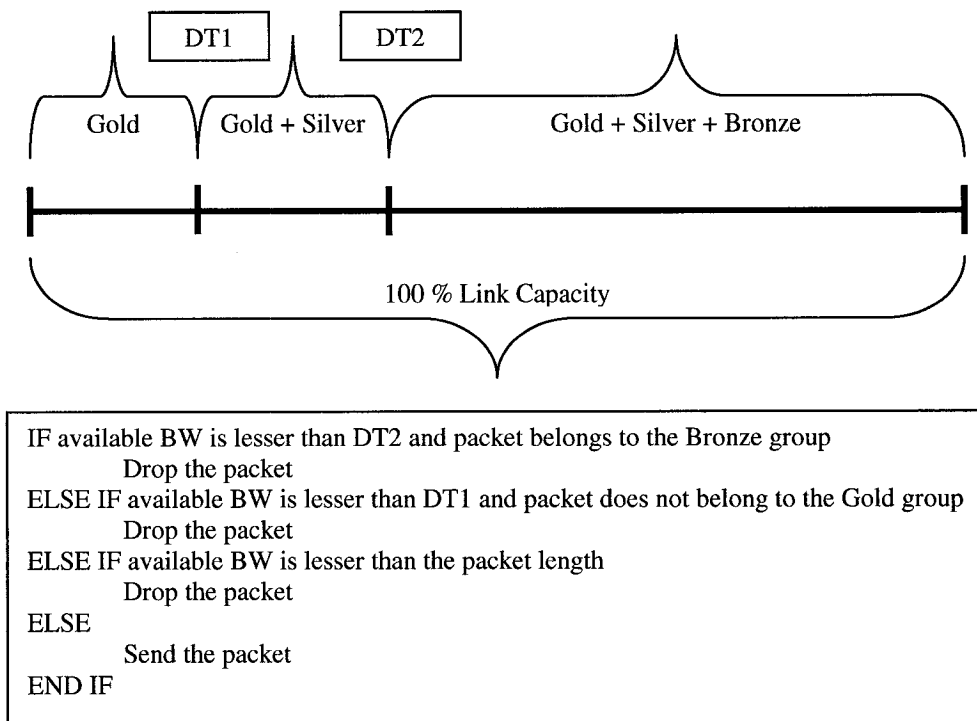 DT1
DT2
Gold
Gold + Silver
Gold + Silver + Bronze
100 % Link Capacity
IF available BW is lesser than DT2 and packet belongs to the Bronze group
Drop the packet
ELSE IF available BW is lesser than DT1 and packet does not belong to the Gold group
Drop the packet
ELSE IF available BW is lesser than the packet length
Drop the packet
ELSE
Send the packet
END IF